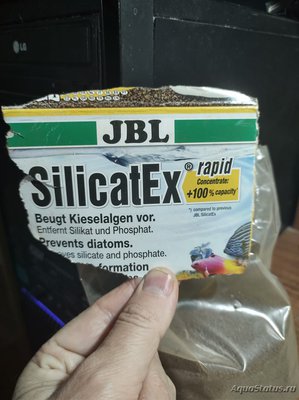 LG
JBL
SilicatEx® rapid
Concentrate:
+100% capacity*
*) compared to previous
JBL SilicatEx
Beugt Kieselalgen vor.
Entfernt Silikat und Phosphat.
Prevents diatoms.
silicate and phosphate.
formation
AquaStatus.ru